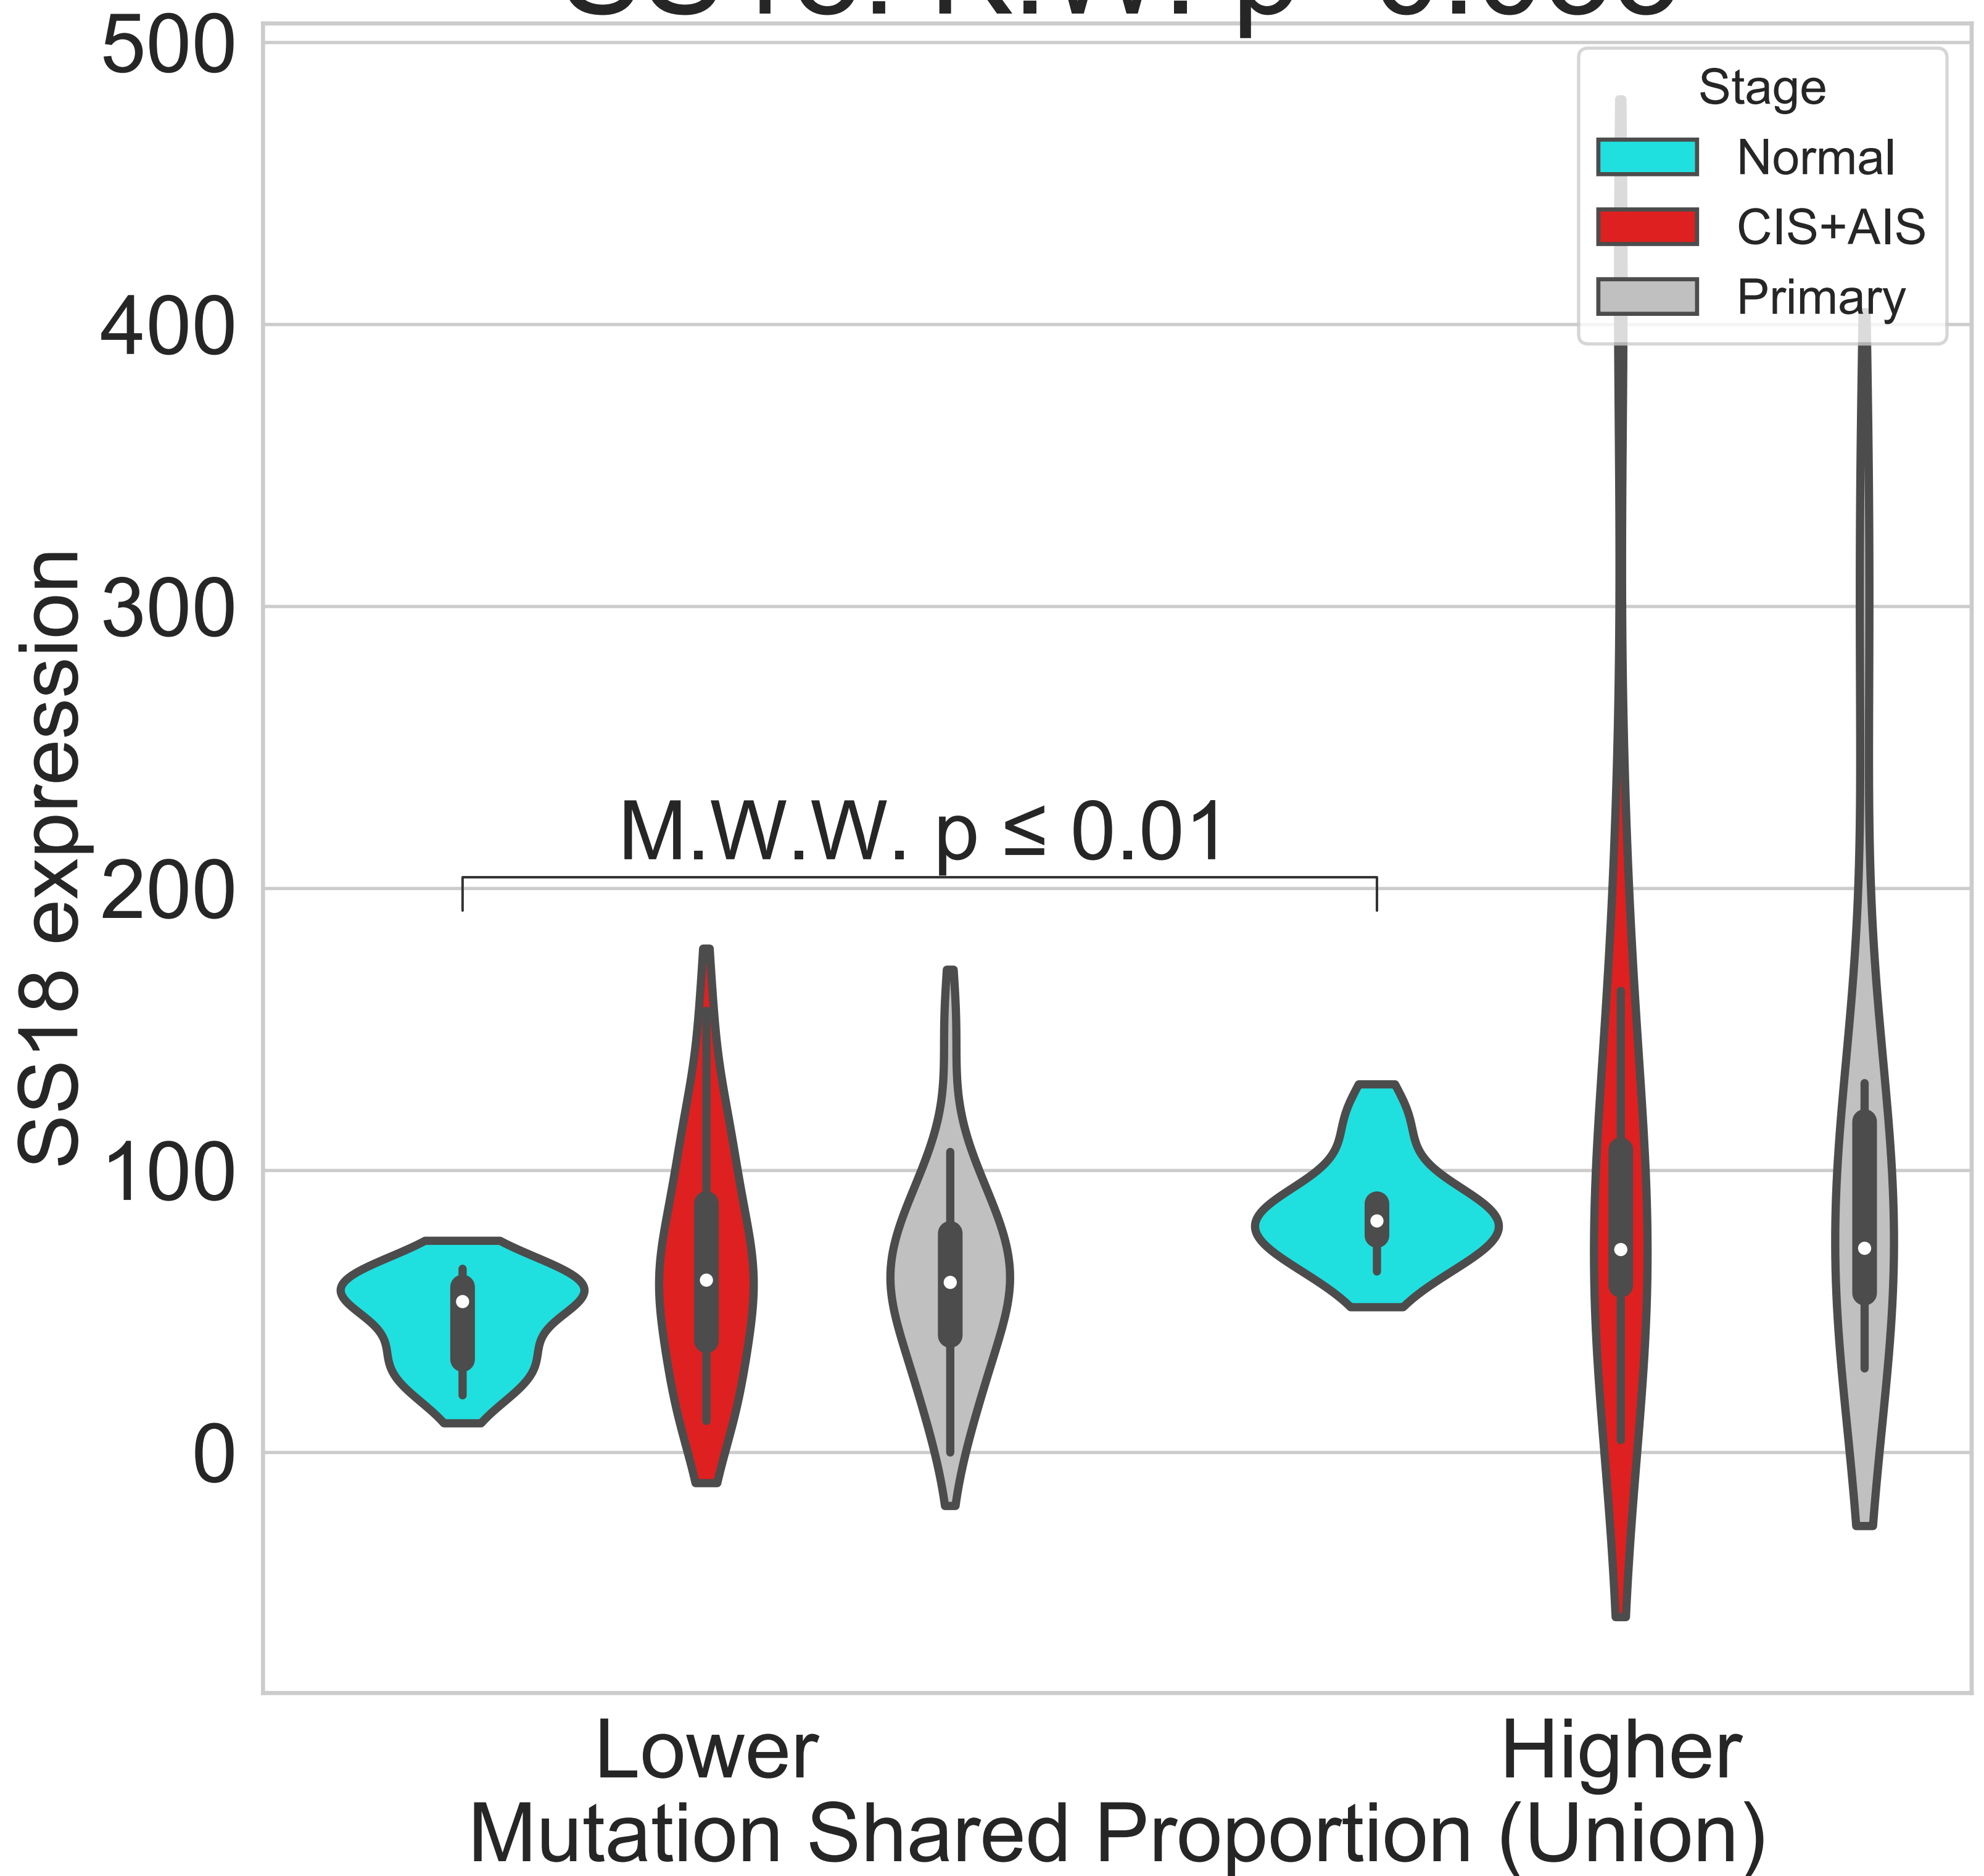 500
400
300
200
100
0
SS18 expression
Stage
Normal
CIS+AIS
Primary
M.W.W. p ≤ 0.01
Lower
Higher
Mutation Shared Proportion (Union)